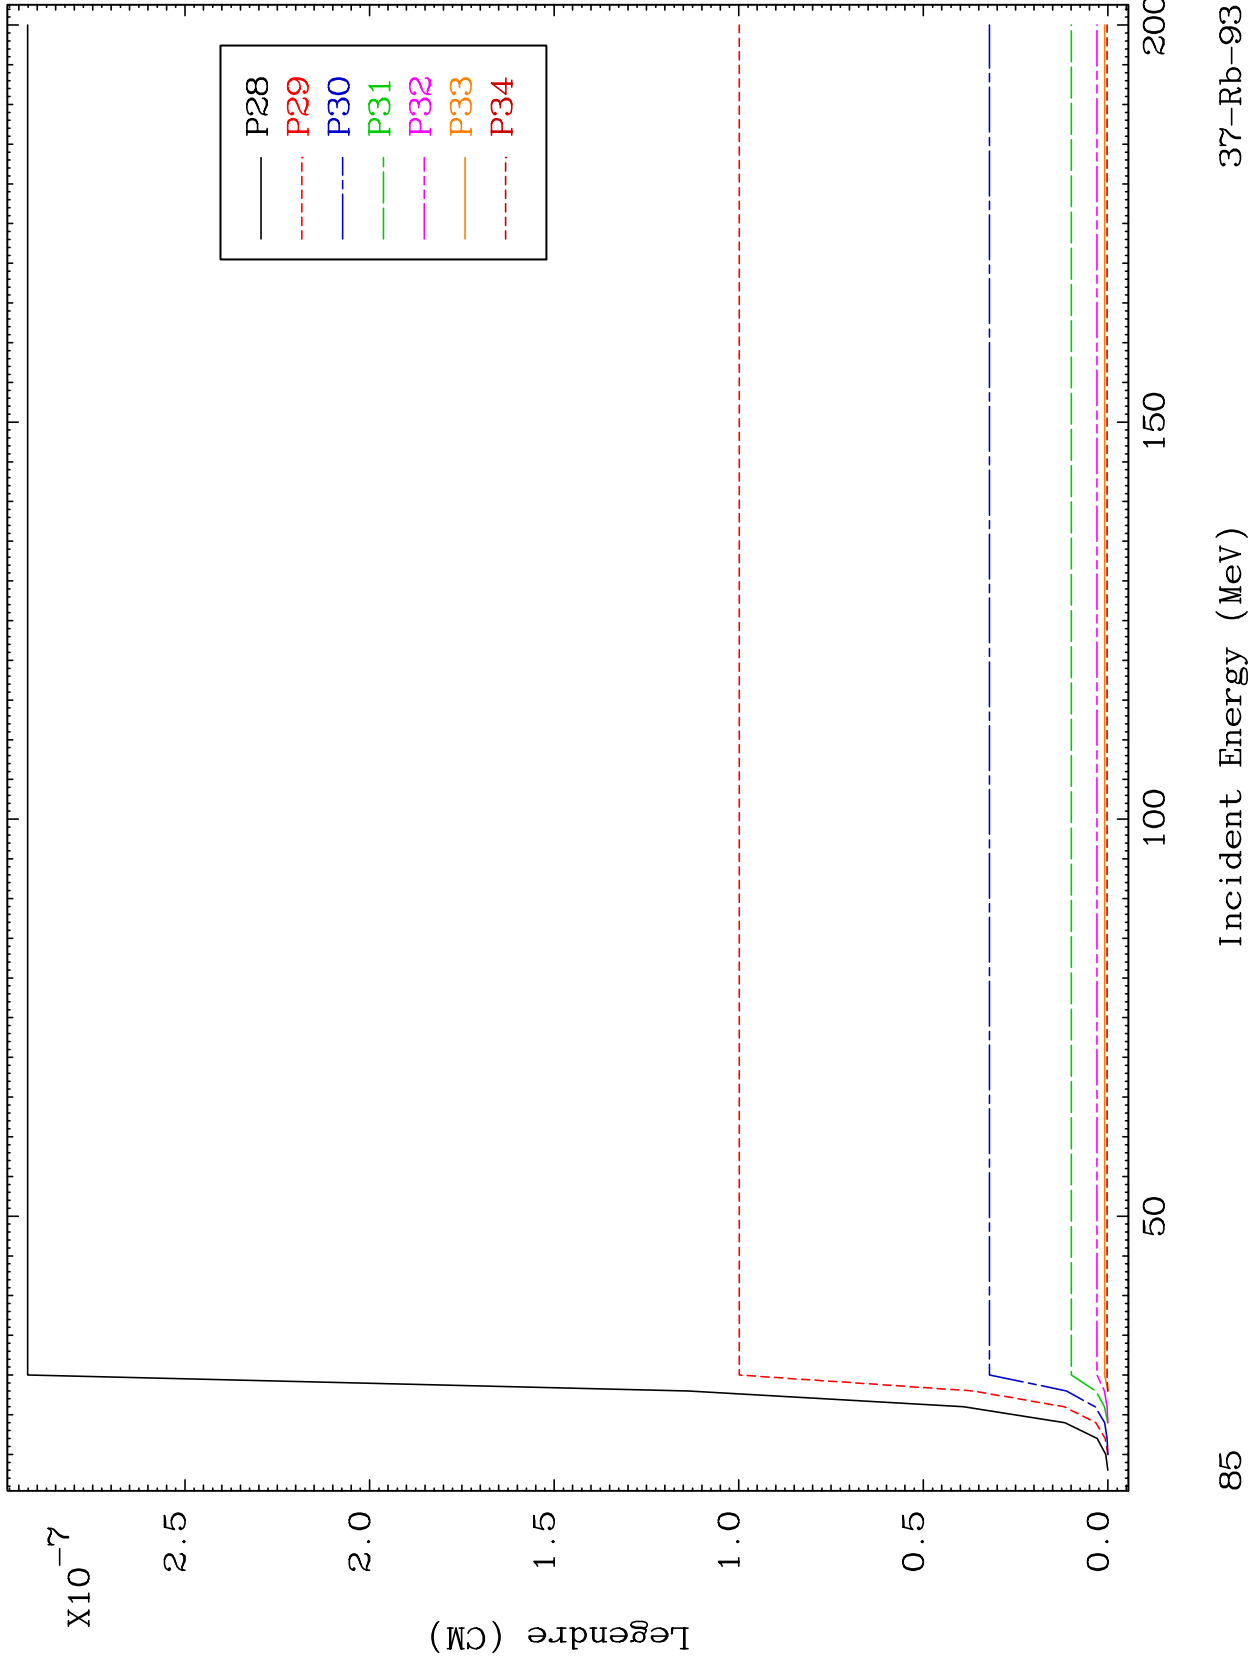 X10-7
2.5
2.0
1.5
1.0
0.5
0.0
Legendre (CM)
P28
P29
P30
P31
P32
P33
P34
50
100
150
200
Incident Energy (MeV)
85
37-Rb-93